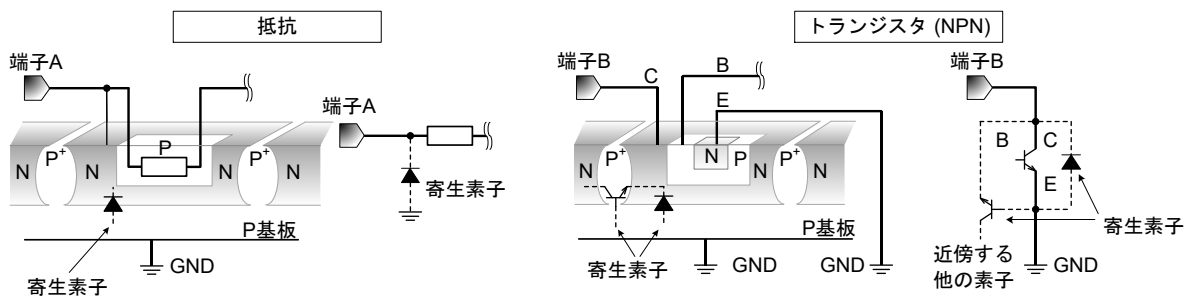 抵抗
トランジスタ (NPN)
端子A
端子A
N
P+
N
P
N
P+
N
寄生素子
P基板
GND
寄生素子
端子B
C
B
E
N
P+
N
N
P
P+
N
N
P基板
寄生素子
GND
GND
端子B
B
C
E
寄生素子
近傍する
他の素子
GND